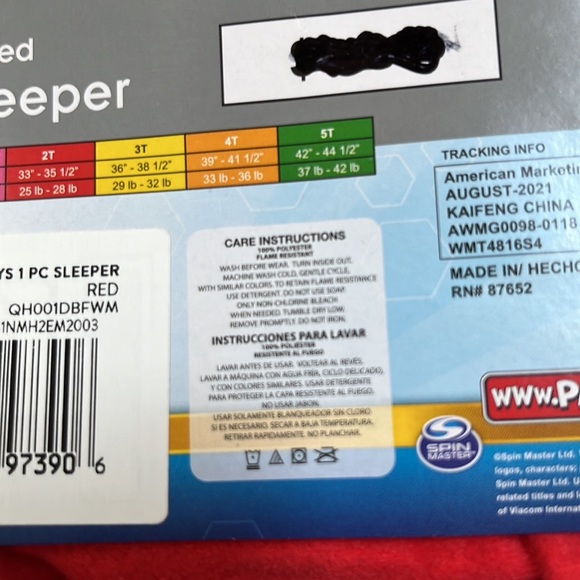 ed
eeper
2T 3T 4T 5T
33" - 35 1/2" 36" - 38 1/2" 39" - 41 1/2" 42" - 44 1/2"
25 lb - 28 lb 29 lb - 32 lb 33 lb - 36 lb 37 lb - 42 lb
TRACKING INFO
American Marketi
AUGUST-2021
KAIFENG CHINA
AWMG0098-0118
WMT4816S4
MADE IN/ HECHO
RN# 87652
YS 1 PC SLEEPER
RED
QH001DBFWM
1NMH2EM2003
97390 6
CARE INSTRUCTIONS
100% POLYESTER
FLAME RESISTANT
WASH BEFORE WEAR. TURN INSIDE OUT.
MACHINE WASH COLD, GENTLE CYCLE,
WITH SIMILAR COLORS. TO RETAIN FLAME RESISTANCE
USE DETERGENT. DO NOT USE SOAP.
ONLY NON-CHLORINE BLEACH
WHEN NEEDED. TUMBLE DRY LOW.
REMOVE PROMPTLY. DO NOT IRON.
INSTRUCCIONES PARA LAVAR
100% POLIESTER
RESISTENTE AL FUEGO
LAVAR ANTES DE USAR. VOLTEAR AL REVÉS,
LAVAR A MÁQUINA CON AGUA FRIA, CICLO DELICADO,
Y CON COLORES SIMILARES. USAR DETERGENTE
PARA PROTEGER LA CAPA RESISTENTE AL FUEGO,
NO USAR JABON.
USAR SOLAMENTE BLANQUEADOR SIN CLORO
SI ES NECESARIO. SECAR A BAJA TEMPERATURA,
RETIRAR RAPIDAMENTE. NO PLANCHAR.
www.P
SPIN
MASTER
©Spin Master Ltd.
logos, characters
Spin Master Ltd. U
related titles and l
of Viacom Internat